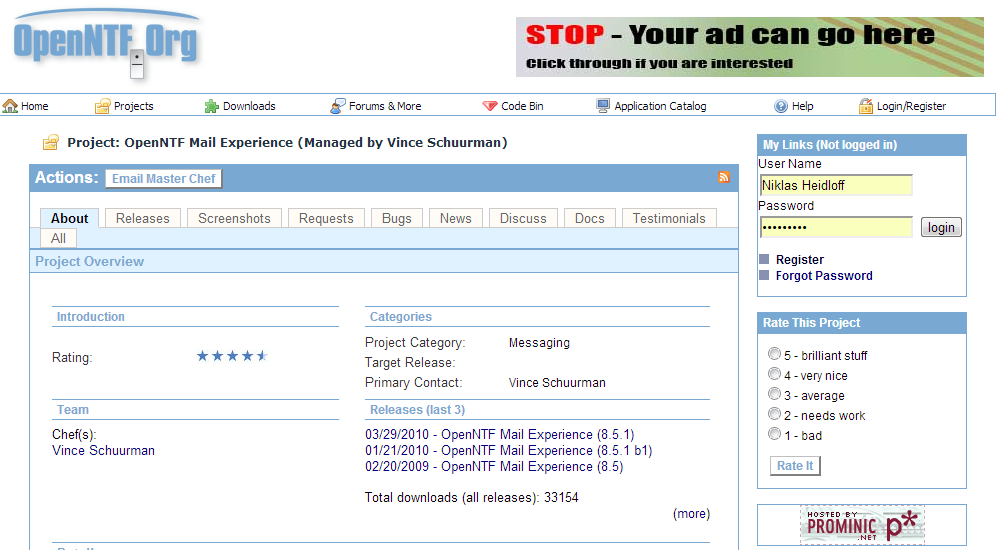 OpenNTF.Org
STOP - Your ad can go here
Click through if you are interested
Home Projects Downloads Forums & More Code Bin Application Catalog Help Login/Register
Project: OpenNTF Mail Experience (Managed by Vince Schuurman)
Actions: Email Master Chef
About Releases Screenshots Requests Bugs News Discuss Docs Testimonials
All
Project Overview
Introduction
Rating:
Categories
Project Category: Messaging
Target Release:
Primary Contact: Vince Schuurman
Team
Chef(s):
Vince Schuurman
Releases (last 3)
03/29/2010 - OpenNTF Mail Experience (8.5.1)
01/21/2010 - OpenNTF Mail Experience (8.5.1 b1)
02/20/2009 - OpenNTF Mail Experience (8.5)
Total downloads (all releases): 33154
(more)
My Links (Not logged in)
User Name
Niklas Heidloff
Password
•••••••••
login
Register
Forgot Password
Rate This Project
5 - brilliant stuff
4 - very nice
3 - average
2 - needs work
1 - bad
Rate It
HOSTED BY
PROMINIC
.NET
p*